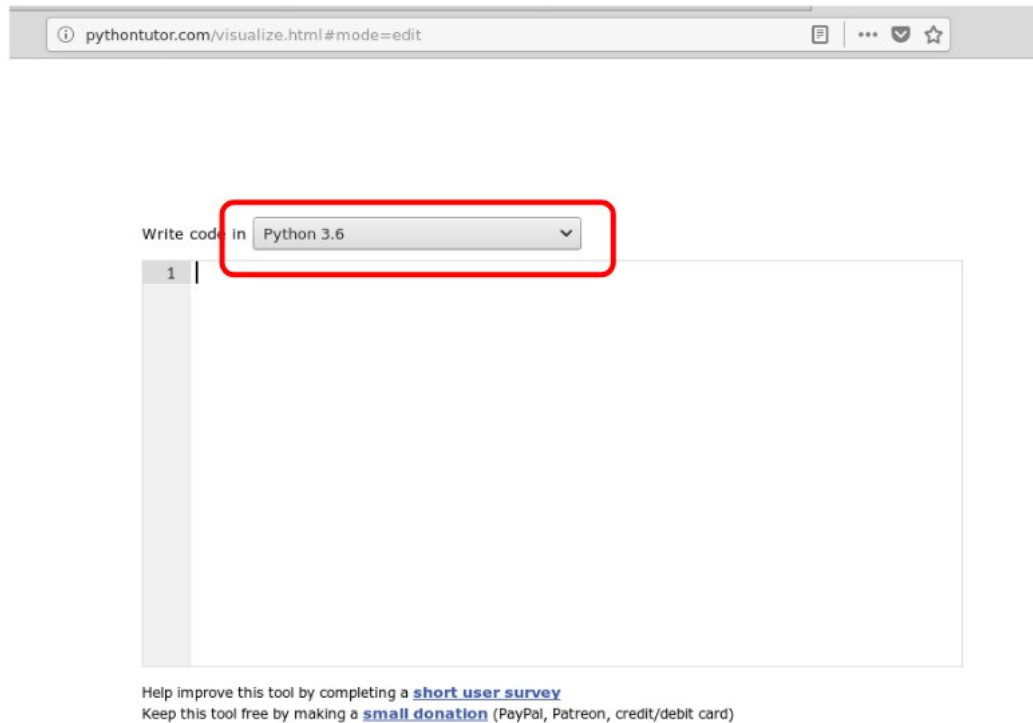 pythontutor.com/visualize.html#mode=edit
Write code in Python 3.6
1
Help improve this tool by completing a short user survey
Keep this tool free by making a small donation (PayPal, Patreon, credit/debit card)